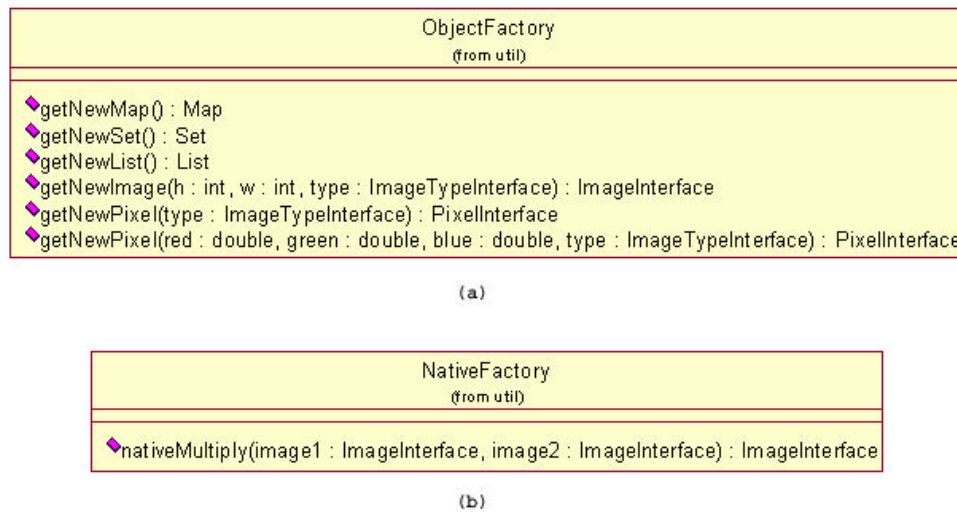 ObjectFactory
(from util)
getNewMap() : Map
getNewSet() : Set
getNewList() : List
getNewImage(h : int, w : int, type : ImageTypeInterface) : ImageInterface
getNewPixel(type : ImageTypeInterface) : PixelInterface
getNewPixel(red : double, green : double, blue : double, type : ImageTypeInterface) : PixelInterface
(a)
NativeFactory
(from util)
nativeMultiply(image1 : ImageInterface, image2 : ImageInterface) : ImageInterface
(b)